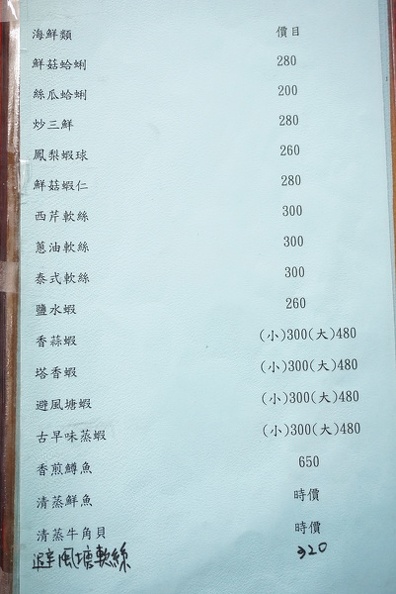 海鮮類 價目
鮮菇蛤蜊 280
絲瓜蛤蜊 200
炒三鮮 280
鳳梨蝦球 260
鮮菇蝦仁 280
西芹軟絲 300
蔥油軟絲 300
泰式軟絲 300
鹽水蝦 260
香蒜蝦 (小)300(大)480
塔香蝦 (小)300(大)480
避風塘蝦 (小)300(大)480
古早味蒸蝦 (小)300(大)480
香煎鱒魚 650
清蒸鮮魚 時價
清蒸牛角貝 時價
避風塘軟絲 320